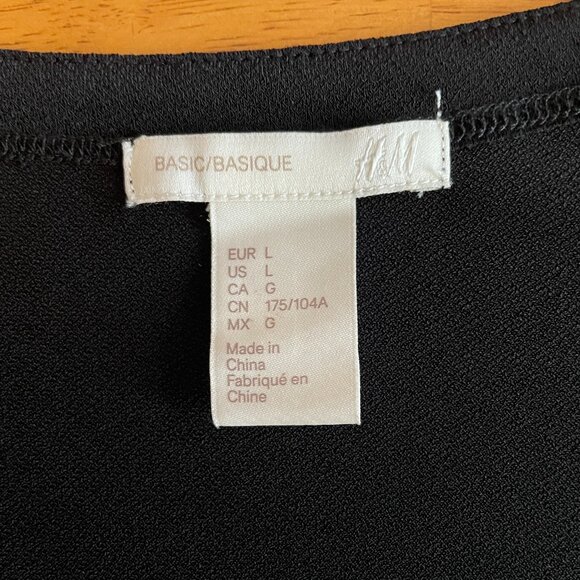 BASIC/BASIQUE H&M
EUR L
US L
CA G
CN 175/104A
MX G
Made in
China
Fabriqué en
Chine